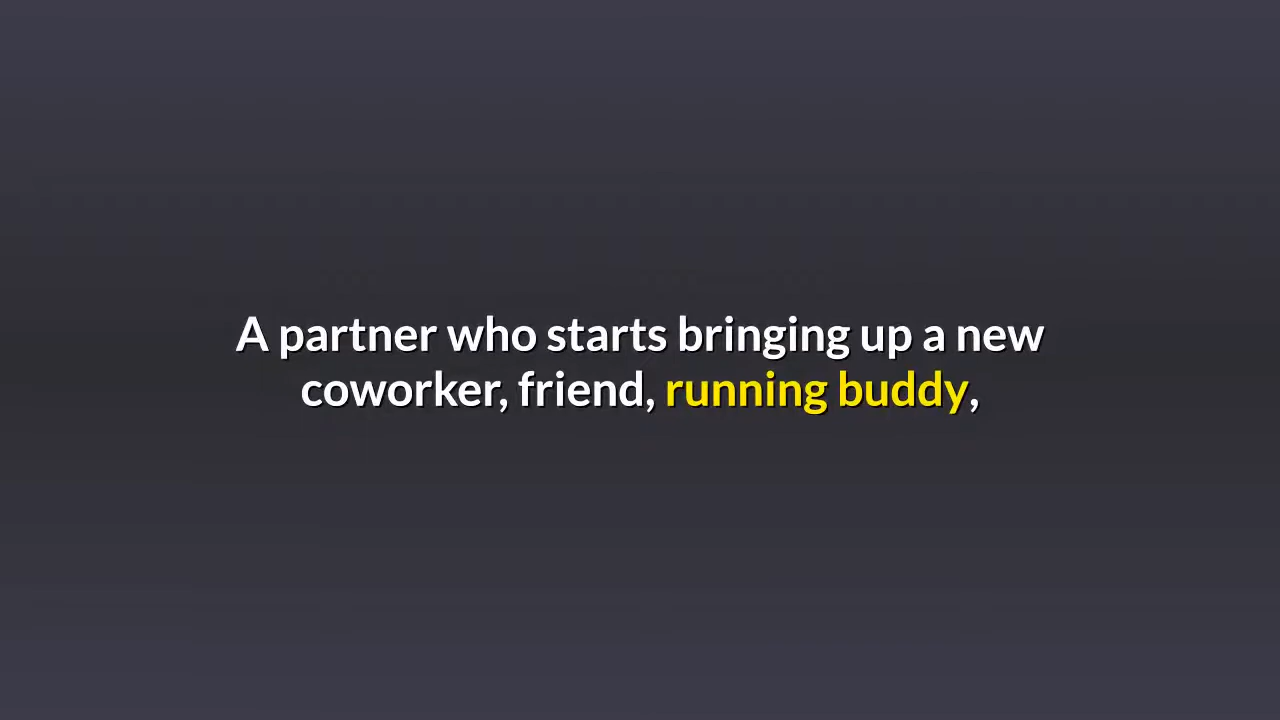 A partner who starts bringing up a new
coworker, friend, running buddy,